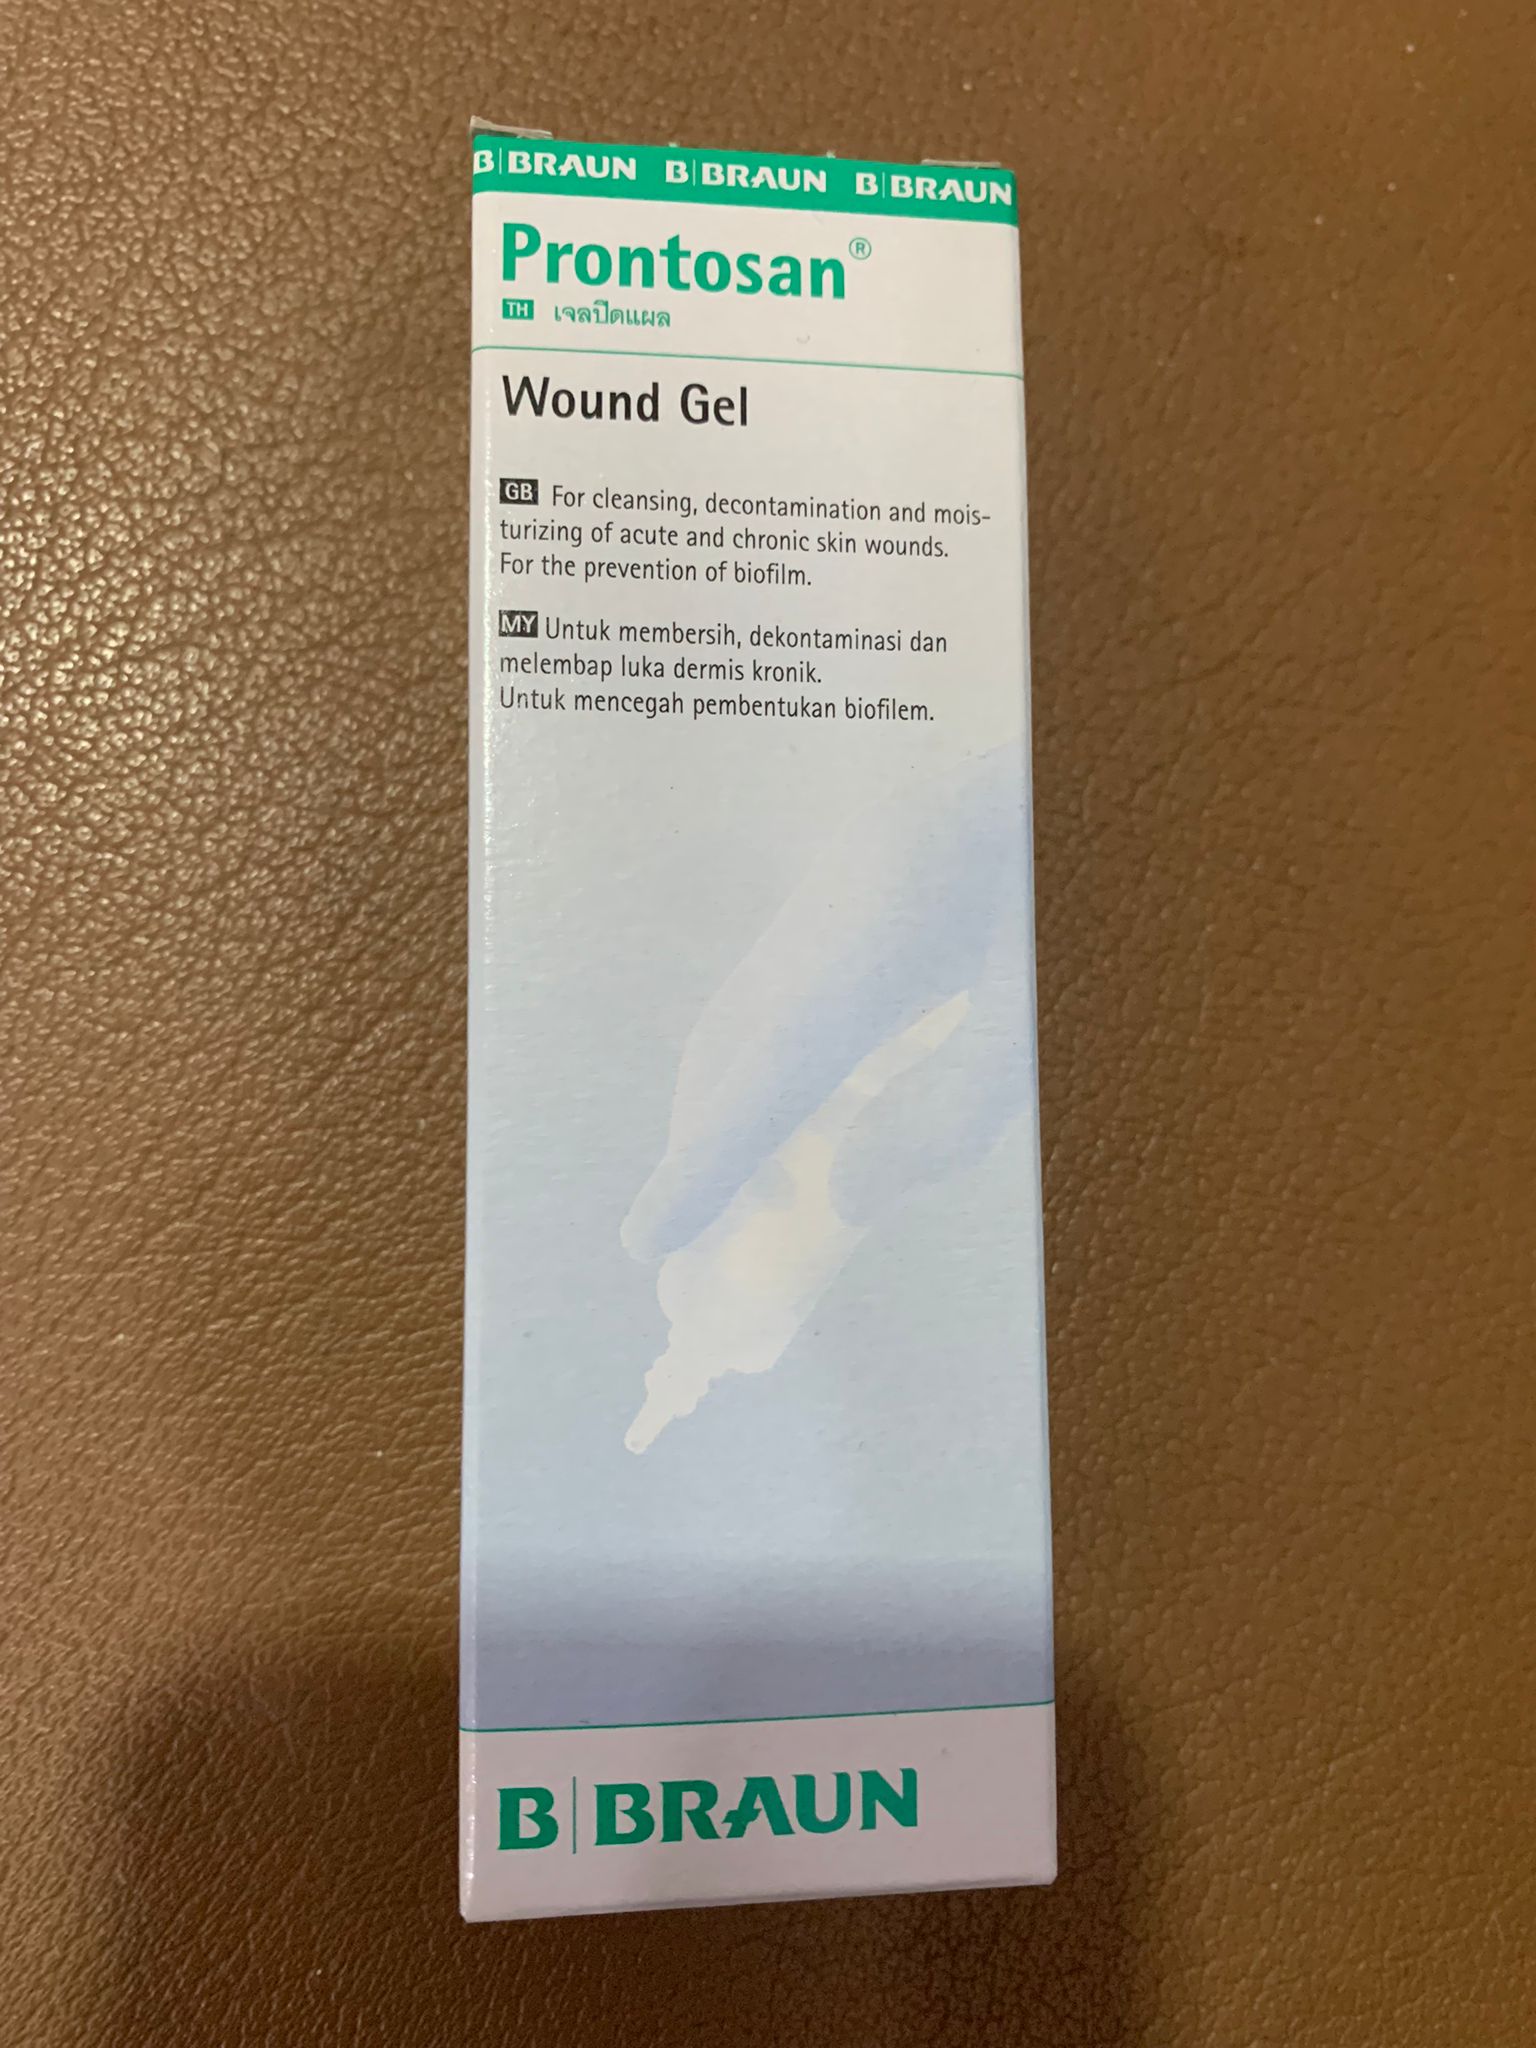 B|BRAUN B|BRAUN B|BRAUN
Prontosan®
TH เจลปิดแผล
Wound Gel
GB For cleansing, decontamination and mois-
turizing of acute and chronic skin wounds.
For the prevention of biofilm.
MY Untuk membersih, dekontaminasi dan
melembap luka dermis kronik.
Untuk mencegah pembentukan biofilem.
B|BRAUN